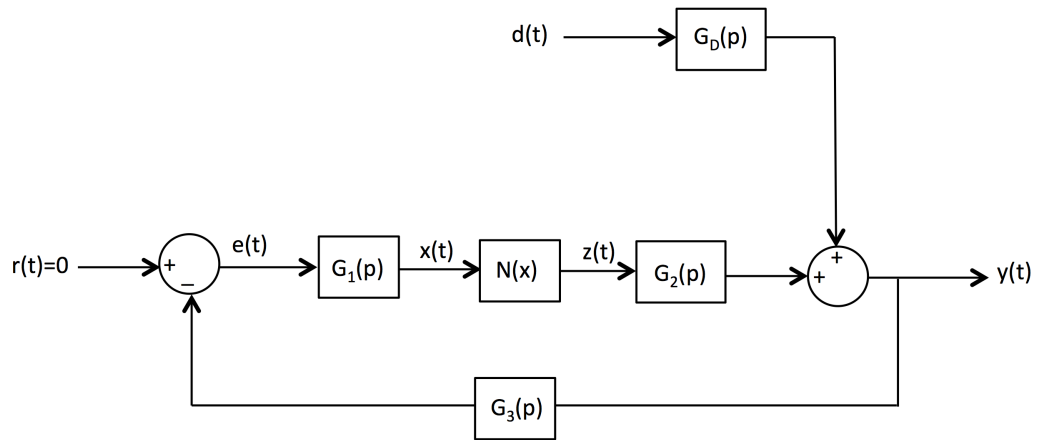 d(t)
G_D(p)
+
r(t)=0
+
−
e(t)
G_1(p)
x(t)
N(x)
z(t)
G_2(p)
+
y(t)
G_3(p)